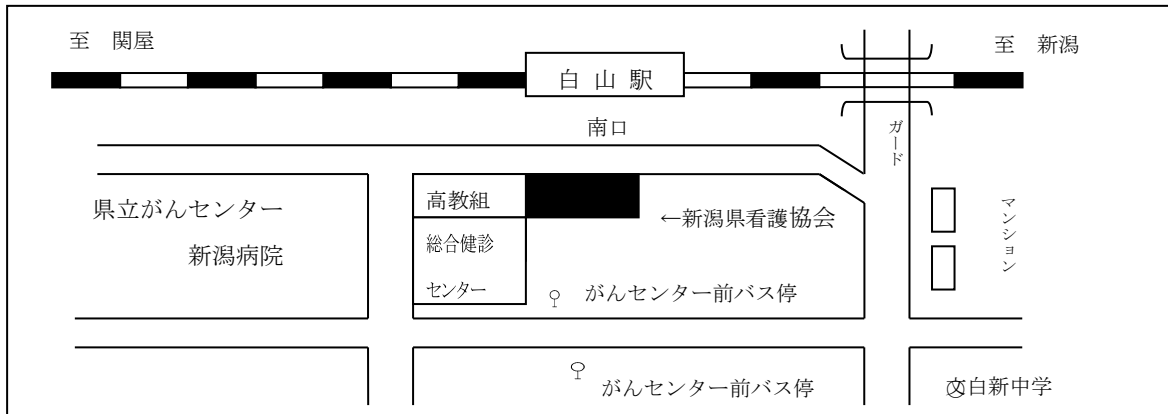 至　関屋
至　新潟
白 山 駅
南口
ガード
高教組
県立がんセンター
新潟病院
←新潟県看護協会
マンション
総合健診
センター
がんセンター前バス停
がんセンター前バス停
文白新中学